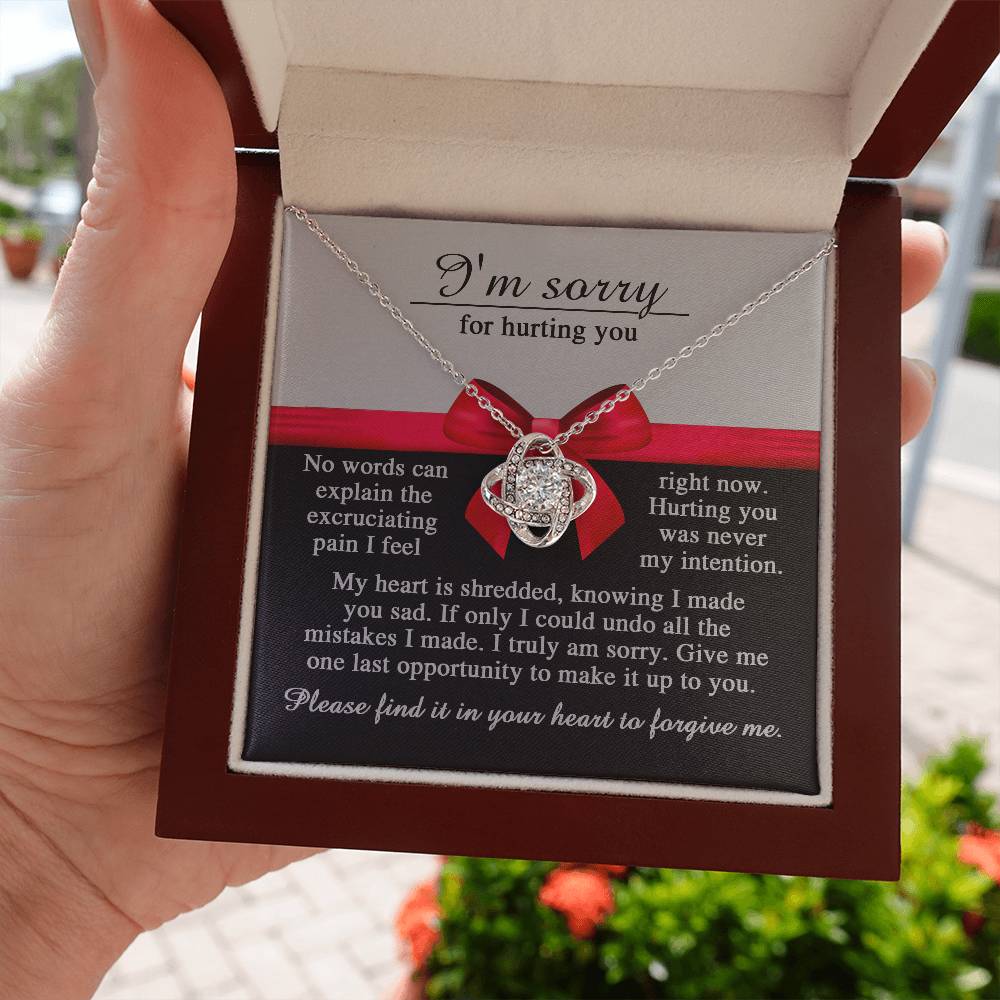 I'm sorry
for hurting you
No words can
explain the
excruciating
pain I feel
right now.
Hurting you
was never
my intention.
My heart is shredded, knowing I made
you sad. If only I could undo all the
mistakes I made. I truly am sorry. Give me
one last opportunity to make it up to you.
Please find it in your heart to forgive me.